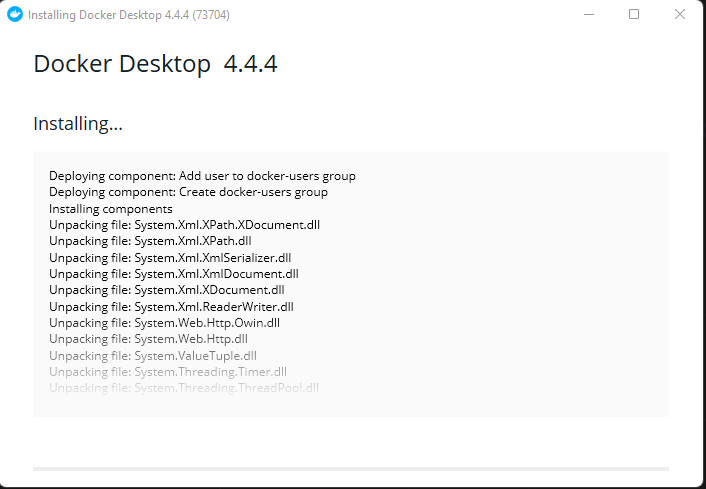 Installing Docker Desktop 4.4.4 (73704)
Docker Desktop 4.4.4
Installing...
Deploying component: Add user to docker-users group
Deploying component: Create docker-users group
Installing components
Unpacking file: System.Xml.XPath.XDocument.dll
Unpacking file: System.Xml.XPath.dll
Unpacking file: System.Xml.XmlSerializer.dll
Unpacking file: System.Xml.XmlDocument.dll
Unpacking file: System.Xml.XDocument.dll
Unpacking file: System.Xml.ReaderWriter.dll
Unpacking file: System.Web.Http.Owin.dll
Unpacking file: System.Web.Http.dll
Unpacking file: System.ValueTuple.dll
Unpacking file: System.Threading.Timer.dll
Unpacking file: System.Threading.ThreadPool.dll